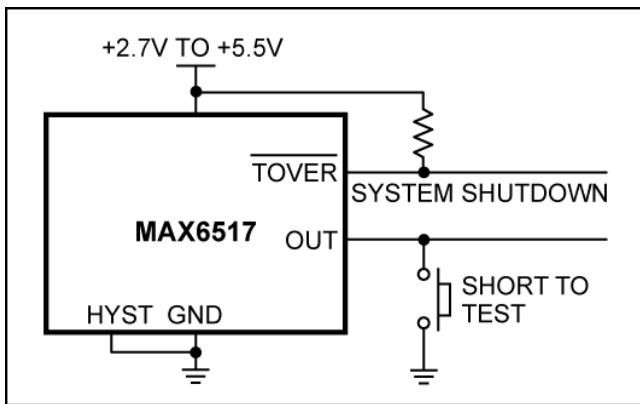 +2.7V TO +5.5V
TOVER
SYSTEM SHUTDOWN
MAX6517
OUT
SHORT TO
TEST
HYST GND